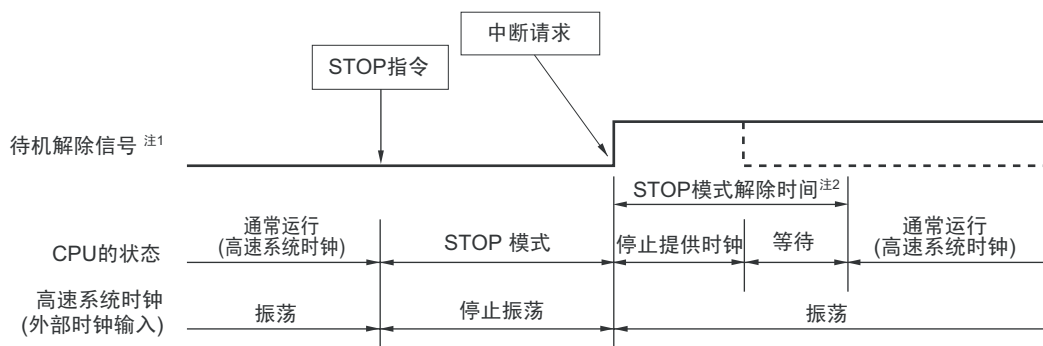 中断请求
STOP指令
待机解除信号 注1
STOP模式解除时间注2
通常运行
(高速系统时钟)
CPU的状态
STOP 模式
停止提供时钟
等待
通常运行
(高速系统时钟)
高速系统时钟
(外部时钟输入)
振荡
停止振荡
振荡